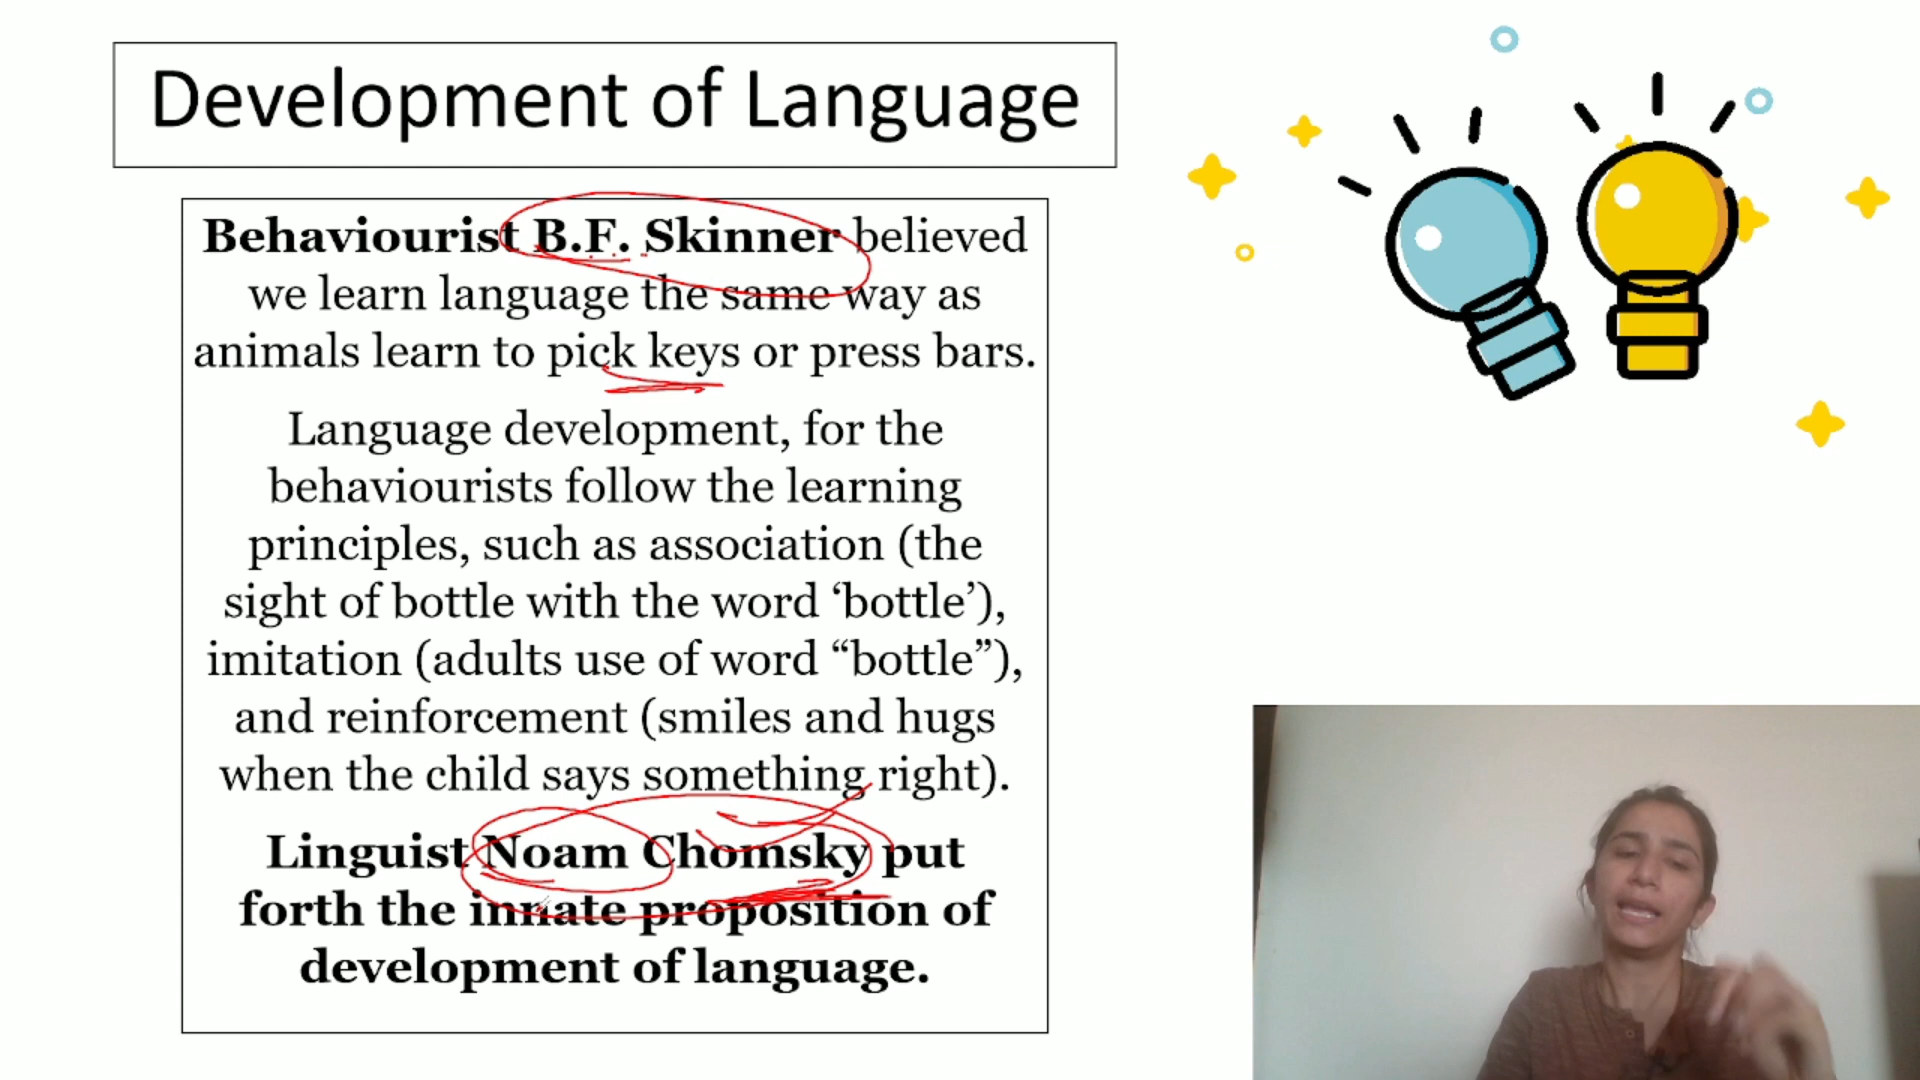 Development of Language
Behaviourist B.F. Skinner believed
we learn language the same way as
animals learn to pick keys or press bars.
Language development, for the
behaviourists follow the learning
principles, such as association (the
sight of bottle with the word ‘bottle’),
imitation (adults use of word “bottle”),
and reinforcement (smiles and hugs
when the child says something right).
Linguist Noam Chomsky put
forth the innate proposition of
development of language.